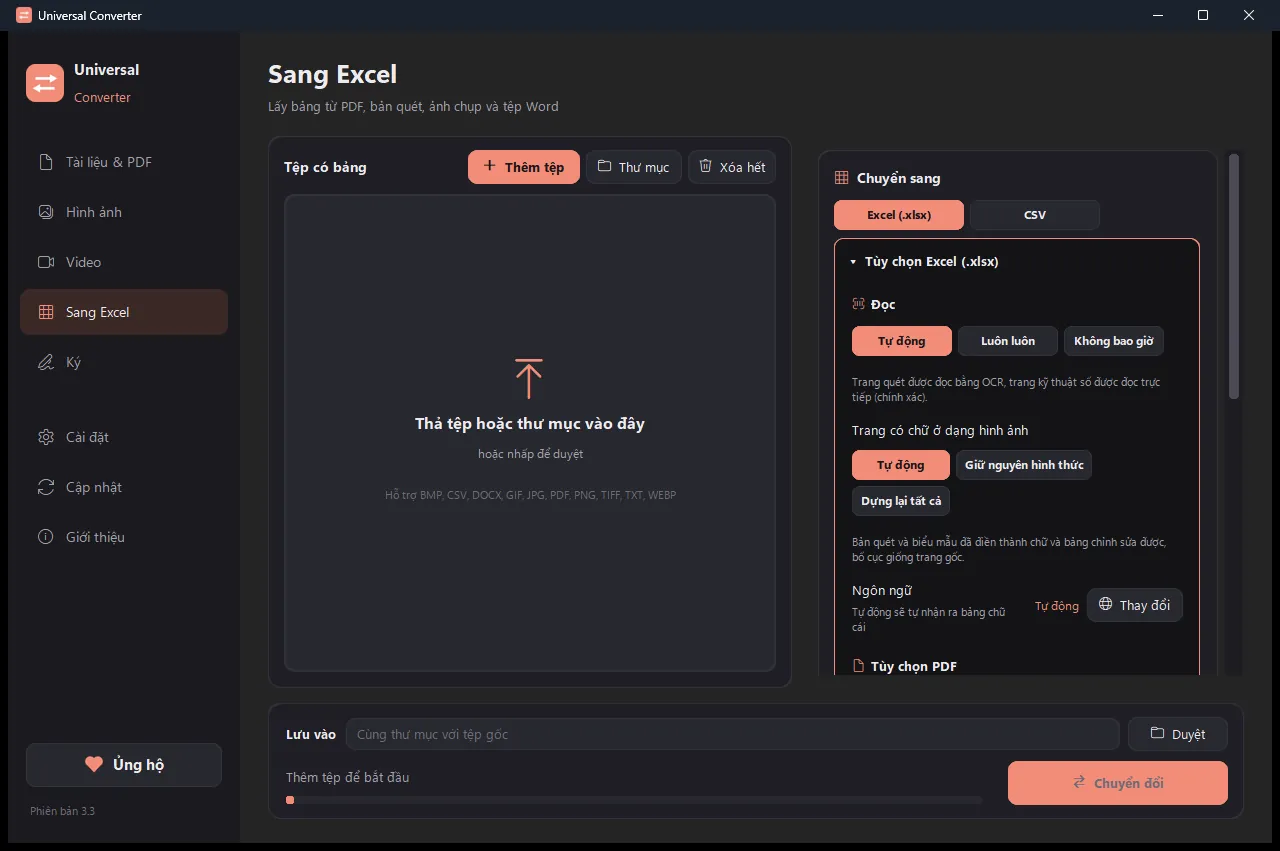 Universal Converter
Universal
Converter
Tài liệu & PDF
Hình ảnh
Video
Sang Excel
Ký
Cài đặt
Cập nhật
Giới thiệu
Ủng hộ
Phiên bản 3.3
Sang Excel
Lấy bảng từ PDF, bản quét, ảnh chụp và tệp Word
Tệp có bảng
Thêm tệp
Thư mục
Xóa hết
Thả tệp hoặc thư mục vào đây
hoặc nhấp để duyệt
Hỗ trợ BMP, CSV, DOCX, GIF, JPG, PDF, PNG, TIFF, TXT, WEBP
Chuyển sang
Excel (.xlsx)
CSV
Tùy chọn Excel (.xlsx)
Đọc
Tự động
Luôn luôn
Không bao giờ
Trang quét được đọc bằng OCR, trang kỹ thuật số được đọc trực
tiếp (chính xác).
Trang có chữ ở dạng hình ảnh
Tự động
Giữ nguyên hình thức
Dựng lại tất cả
Bản quét và biểu mẫu đã điền thành chữ và bảng chỉnh sửa được,
bố cục giống trang gốc.
Ngôn ngữ
Tự động sẽ tự nhận ra bảng chữ
cái
Tự động
Thay đổi
Tùy chọn PDF
Lưu vào
Cùng thư mục với tệp gốc
Duyệt
Thêm tệp để bắt đầu
Chuyển đổi